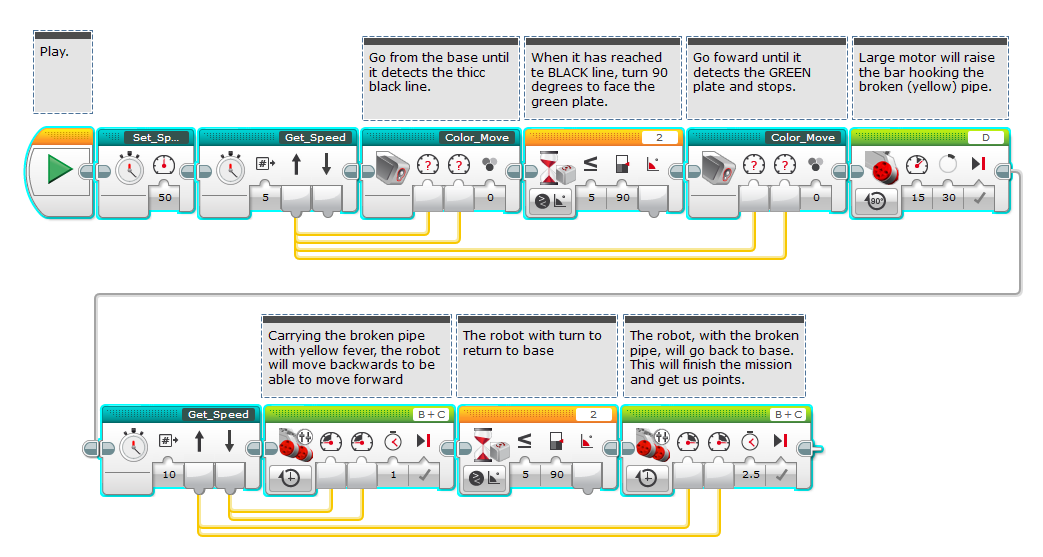 Play.
Go from the base until
it detects the thicc
black line.
When it has reached
te BLACK line, turn 90
degrees to face the
green plate.
Go foward until it
detects the GREEN
plate and stops.
Large motor will raise
the bar hooking the
broken (yellow) pipe.
Set_Sp...
Get_Speed
Color_Move
2
Color_Move
D
#
?
?
≤
?
?
50
5
0
5
90
0
90°
15
30
Carrying the broken pipe
with yellow fever, the robot
will move backwards to be
able to move forward
The robot with turn to
return to base
The robot, with the broken
pipe, will go back to base.
This will finish the mission
and get us points.
Get_Speed
B+C
2
B+C
#
≤
10
1
5
90
2.5